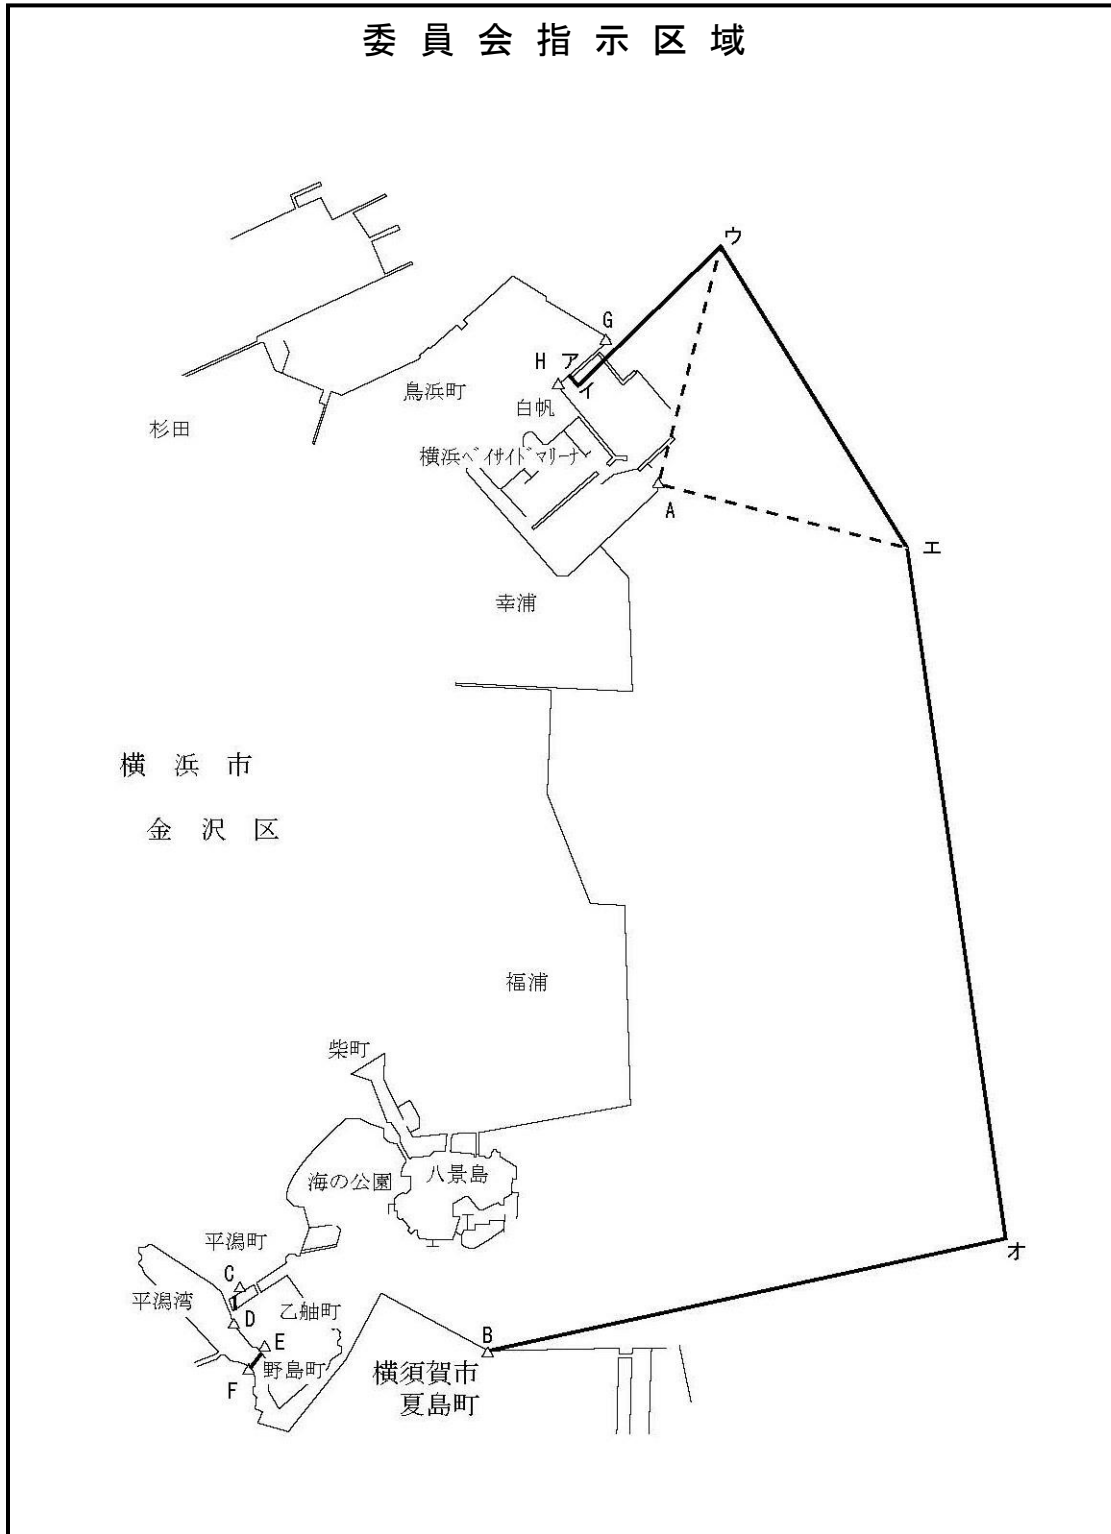 委員会指示区域
ウ
G
H
ア
イ
鳥浜町
白帆
杉田
横浜ベイサイドマリーナ
A
エ
幸浦
横浜市
金沢区
福浦
柴町
海の公園
八景島
平潟町
C
平潟湾
D
乙舳町
E
野島町
F
B
横須賀市
夏島町
オ